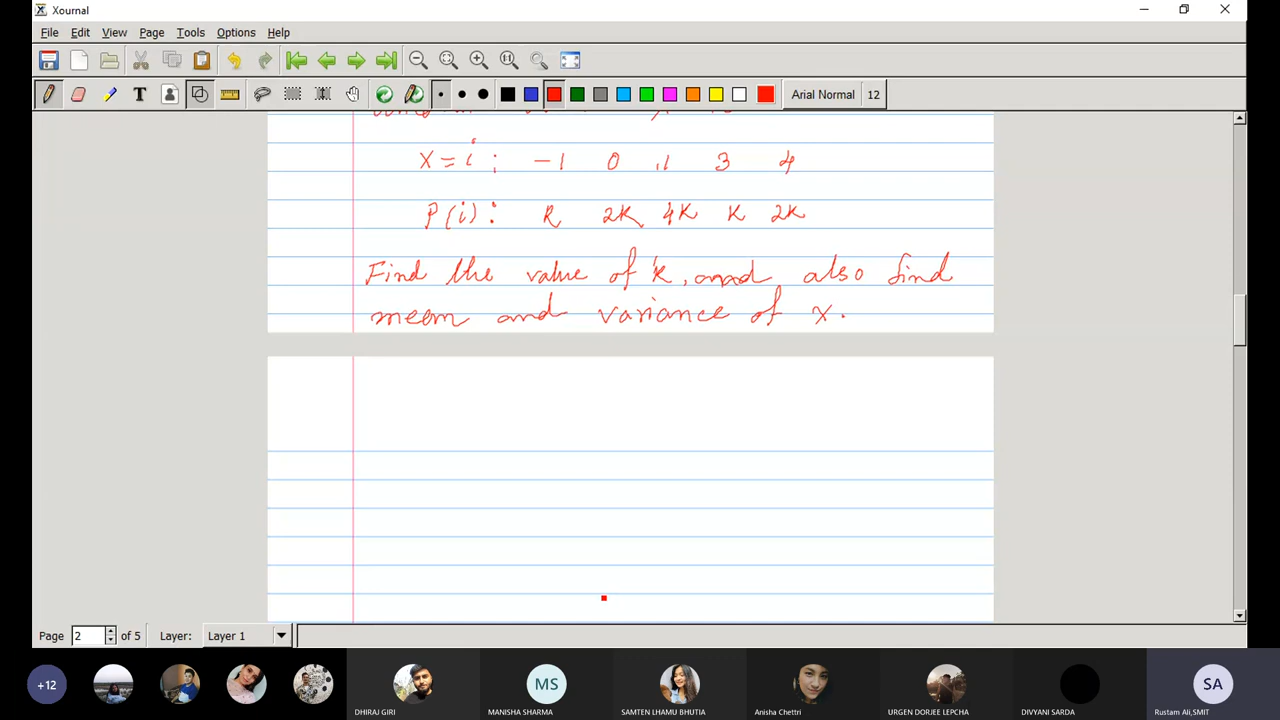 Xournal
File Edit View Page Tools Options Help
Arial Normal 12
X = i : -1 0 1 3 4
P(i) : k 2k 4k k 2k
Find the value of k, and also find
mean and variance of X.
Page 2 of 5 Layer: Layer 1
+12 MS SA
DHIRAJ GIRI MANISHA SHARMA SAMTEN LHAMU BHUTIA Anisha Chettri URGEN DORJEE LEPCHA DIVYANI SARDA Rustam Ali,SMIT